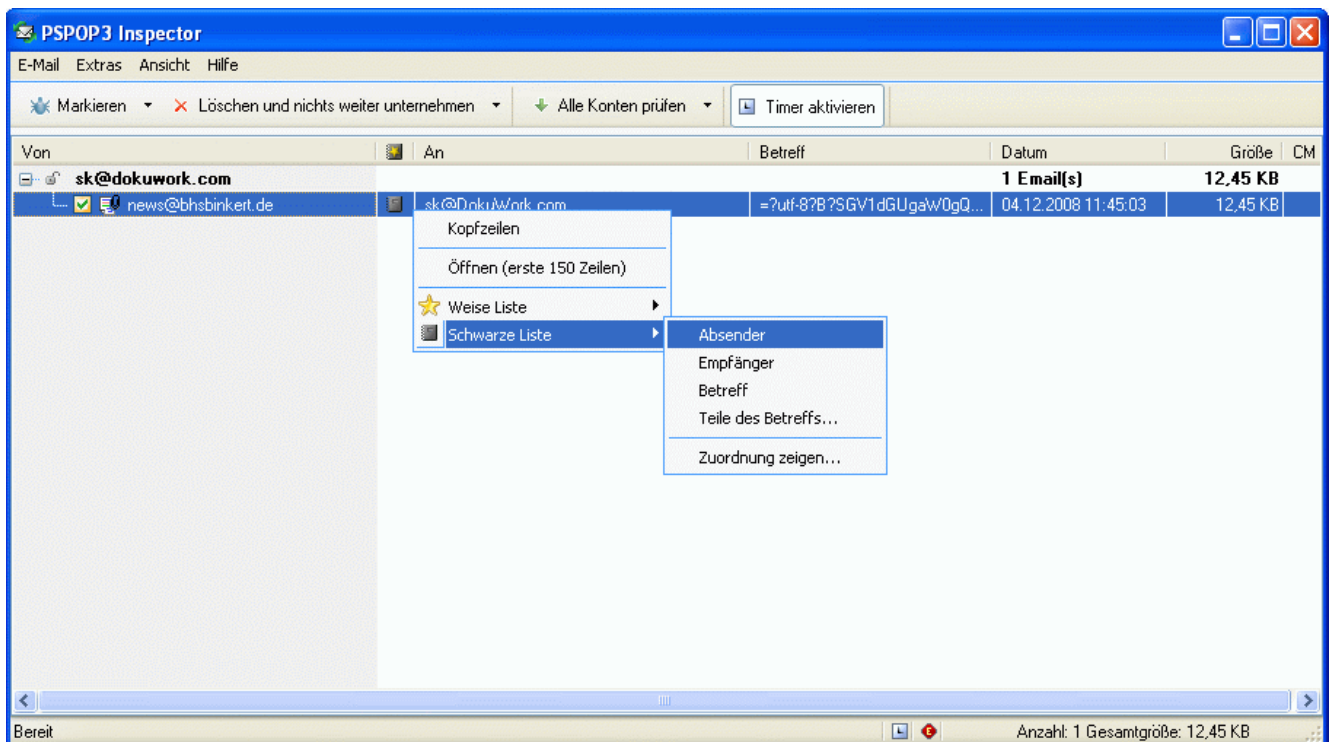 PSPOP3 Inspector
E-Mail Extras Ansicht Hilfe
Markieren Löschen und nichts weiter unternehmen Alle Konten prüfen Timer aktivieren
Von An Betreff Datum Größe CM
sk@dokuwork.com 1 Email(s) 12,45 KB
news@bhsbinkert.de sk@DokuWork.com =?utf-8?B?SGV1dGUgaW0gQ... 04.12.2008 11:45:03 12,45 KB
Kopfzeilen
Öffnen (erste 150 Zeilen)
Weise Liste
Schwarze Liste Absender
Empfänger
Betreff
Teile des Betreffs...
Zuordnung zeigen...
Bereit Anzahl: 1 Gesamtgröße: 12,45 KB